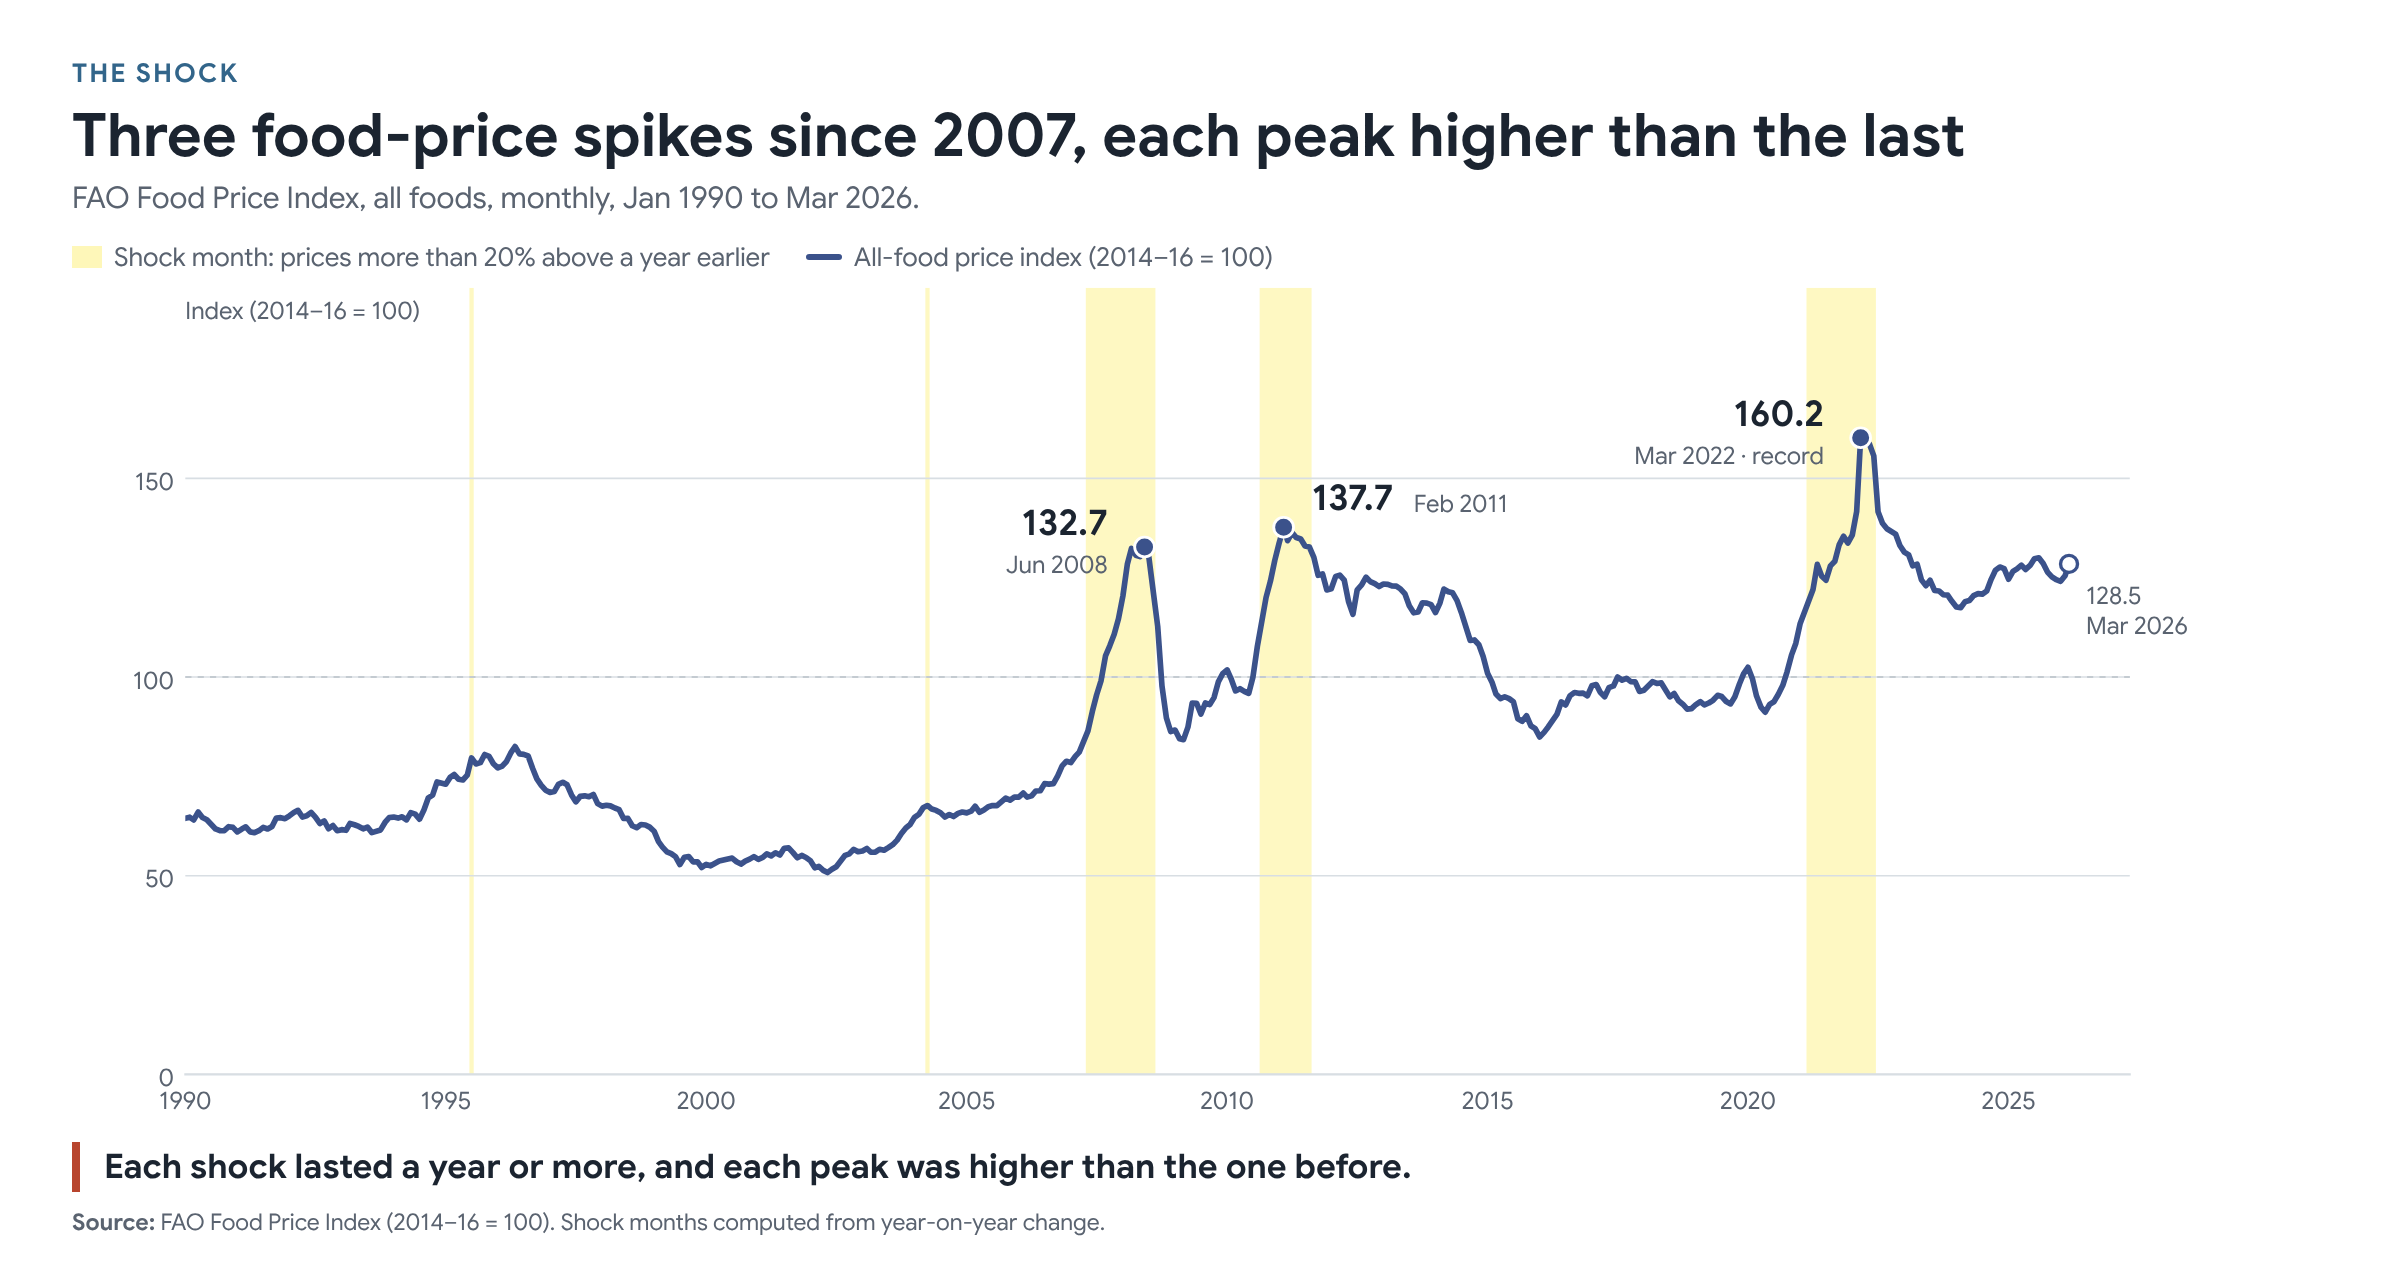 THE SHOCK
Three food-price spikes since 2007, each peak higher than the last
FAO Food Price Index, all foods, monthly, Jan 1990 to Mar 2026.
Shock month: prices more than 20% above a year earlier
All-food price index (2014–16 = 100)
Index (2014–16 = 100)
160.2
Mar 2022 · record
150
137.7 Feb 2011
132.7
Jun 2008
128.5
Mar 2026
100
50
0
1990 1995 2000 2005 2010 2015 2020 2025
Each shock lasted a year or more, and each peak was higher than the one before.
Source: FAO Food Price Index (2014–16 = 100). Shock months computed from year-on-year change.